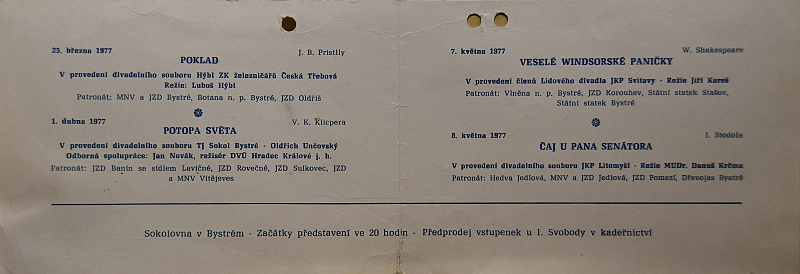 25. března 1977 J. B. Pristlly
POKLAD
V provedení divadelního souboru Hýbl ZK železničářů Česká Třebová
Režie: Luboš Hýbl
Patronát: MNV a JZD Bystré, Botana n. p. Bystré, JZD Oldřiš
1. dubna 1977 V. K. Klicpera
POTOPA SVĚTA
V provedení divadelního souboru TJ Sokol Bystré - Oldřich Unčovský
Odborná spolupráce: Jan Novák, režisér DVÚ Hradec Králové j. h.
Patronát: JZD Banín se sídlem Lavičné, JZD Rovečné, JZD Sulkovec, JZD
a MNV Vítějeves
7. května 1977 W. Shakespeare
VESELÉ WINDSORSKÉ PANIČKY
V provedení členů Lidového divadla JKP Svitavy - Režie Jiří Kareš
Patronát: Vlněna n. p. Bystré, JZD Korouhev, Státní statek Stašov,
Státní statek Bystré
8. května 1977 I. Stodola
ČAJ U PANA SENÁTORA
V provedení divadelního souboru JKP Litomyšl - Režie MUDr. Danuš Krčma
Patronát: Hedva Jedlová, MNV a JZD Jedlová, JZD Pomezí, Dřevojas Bystré
Sokolovna v Bystrém - Začátky představení ve 20 hodin - Předprodej vstupenek u I. Svobody v kadeřnictví